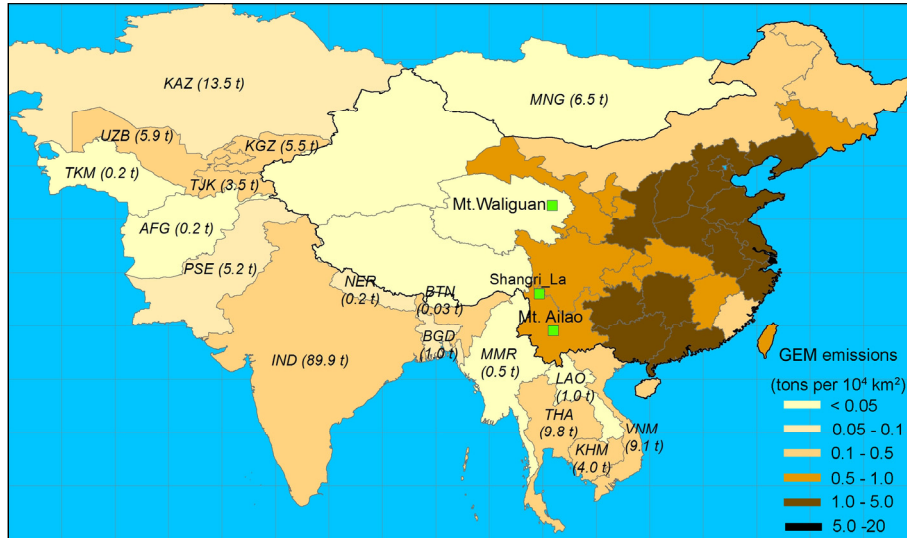 KAZ (13.5 t)
MNG (6.5 t)
UZB (5.9 t)
KGZ (5.5 t)
TKM (0.2 t)
TJK (3.5 t)
Mt.Waliguan
AFG (0.2 t)
PSE (5.2 t)
NER
(0.2 t)
BTN
(0.03 t)
Shangri_La
Mt. Ailao
BGD
(1.0 t)
IND (89.9 t)
MMR
(0.5 t)
LAO
(1.0 t)
THA
(9.8 t)
VNM
(9.1 t)
KHM
(4.0 t)
GEM emissions
(tons per 10⁴ km²)
< 0.05
0.05 - 0.1
0.1 - 0.5
0.5 - 1.0
1.0 - 5.0
5.0 -20